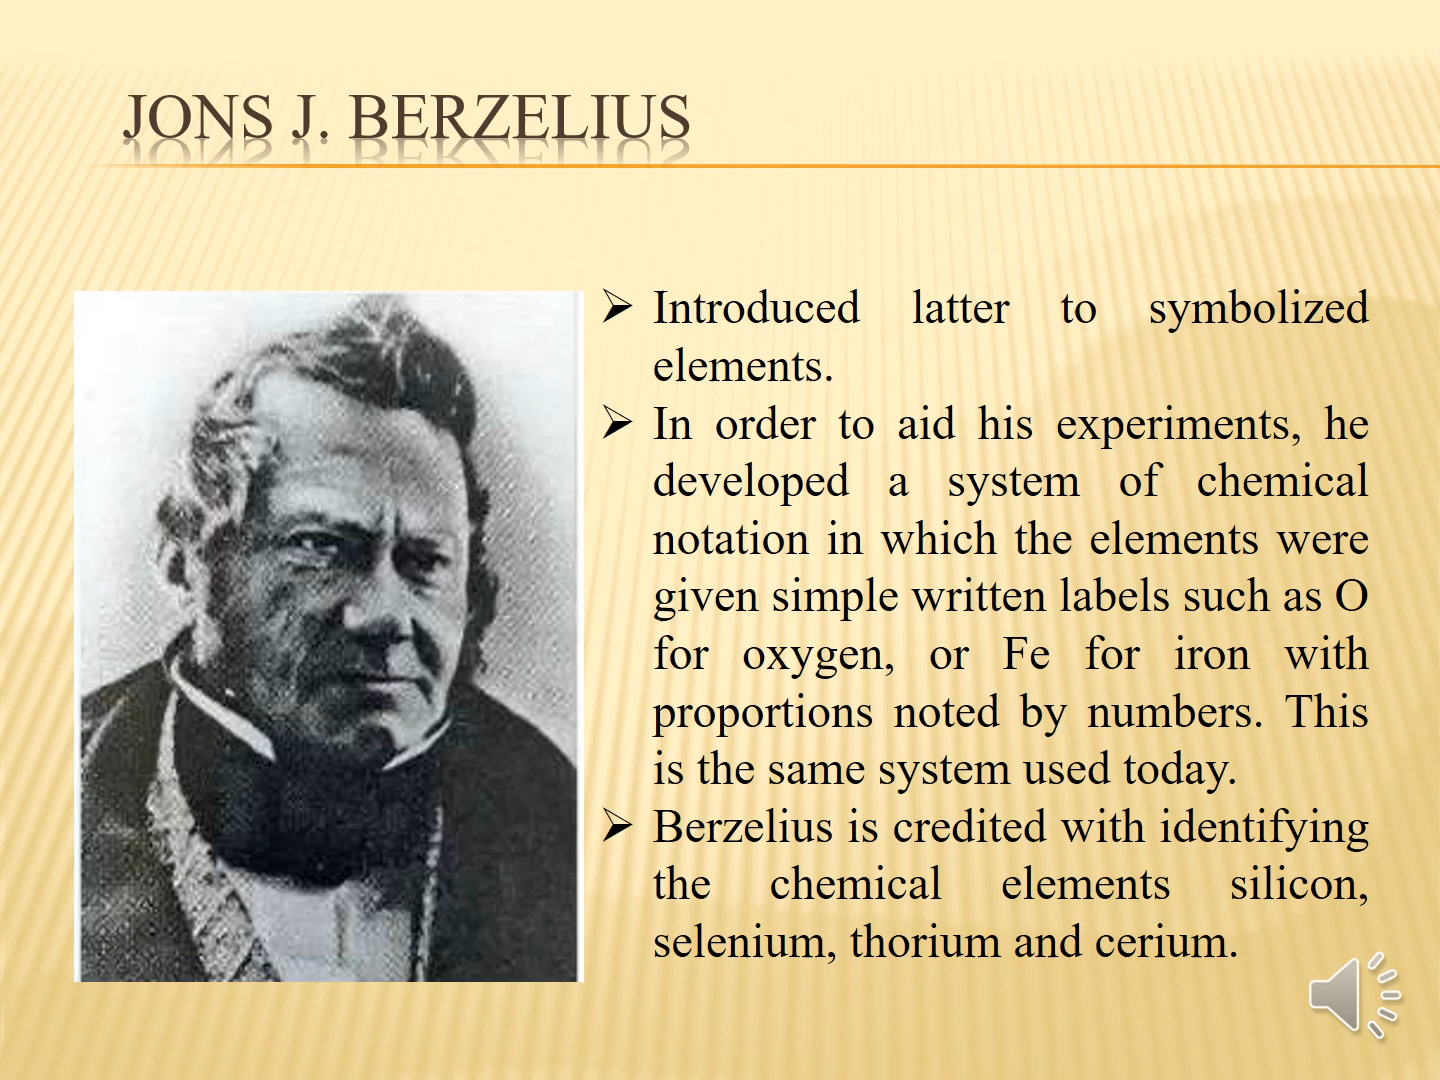 JONS J. BERZELIUS
➢ Introduced latter to symbolized
elements.
➢ In order to aid his experiments, he
developed a system of chemical
notation in which the elements were
given simple written labels such as O
for oxygen, or Fe for iron with
proportions noted by numbers. This
is the same system used today.
➢ Berzelius is credited with identifying
the chemical elements silicon,
selenium, thorium and cerium.